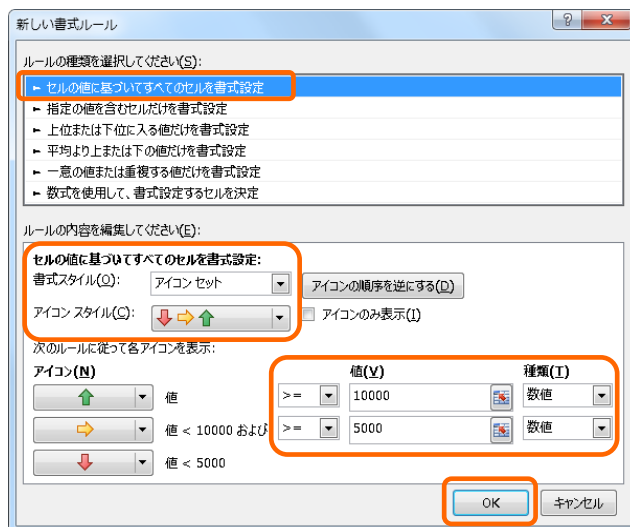 新しい書式ルール
ルールの種類を選択してください(S):
► セルの値に基づいてすべてのセルを書式設定
► 指定の値を含むセルだけを書式設定
► 上位または下位に入る値だけを書式設定
► 平均より上または下の値だけを書式設定
► 一意の値または重複する値だけを書式設定
► 数式を使用して、書式設定するセルを決定
ルールの内容を編集してください(E):
セルの値に基づいてすべてのセルを書式設定:
書式スタイル(O): アイコン セット アイコンの順序を逆にする(D)
アイコン スタイル(C): アイコンのみ表示(I)
次のルールに従って各アイコンを表示:
アイコン(N) 値(V) 種類(T)
値 >= 10000 数値
値 < 10000 および >= 5000 数値
値 < 5000
OK キャンセル